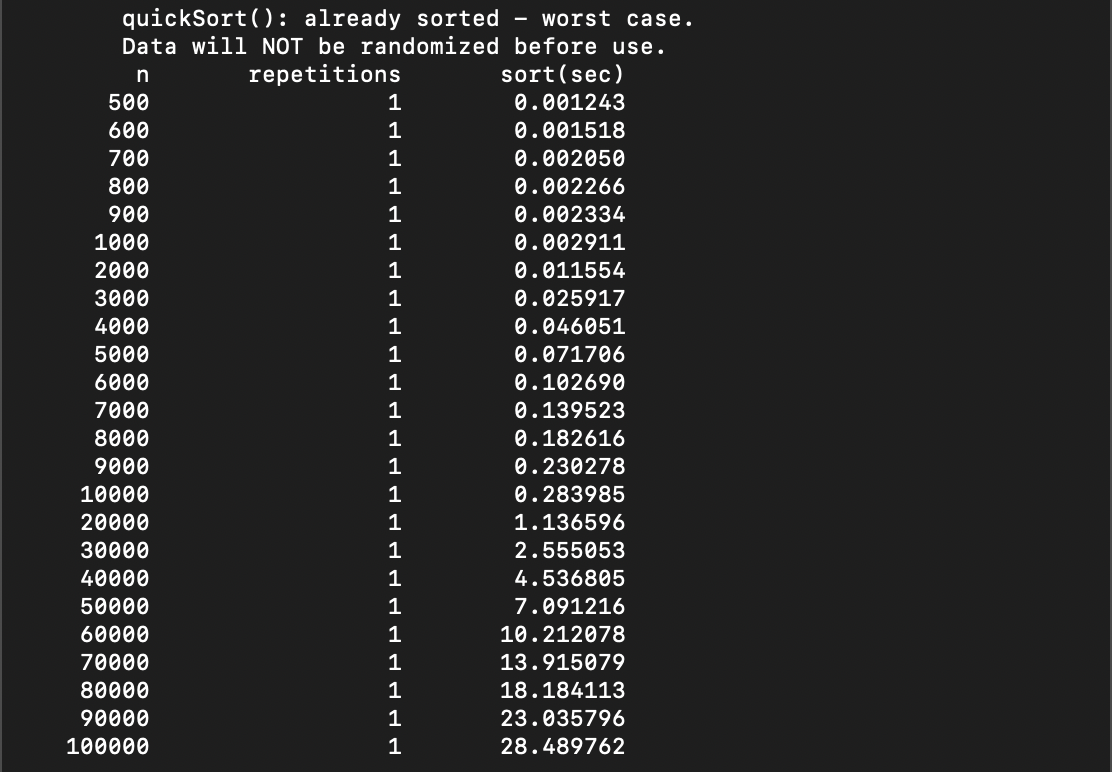 quickSort(): already sorted – worst case.
Data will NOT be randomized before use.
n repetitions sort(sec)
500 1 0.001243
600 1 0.001518
700 1 0.002050
800 1 0.002266
900 1 0.002334
1000 1 0.002911
2000 1 0.011554
3000 1 0.025917
4000 1 0.046051
5000 1 0.071706
6000 1 0.102690
7000 1 0.139523
8000 1 0.182616
9000 1 0.230278
10000 1 0.283985
20000 1 1.136596
30000 1 2.555053
40000 1 4.536805
50000 1 7.091216
60000 1 10.212078
70000 1 13.915079
80000 1 18.184113
90000 1 23.035796
100000 1 28.489762